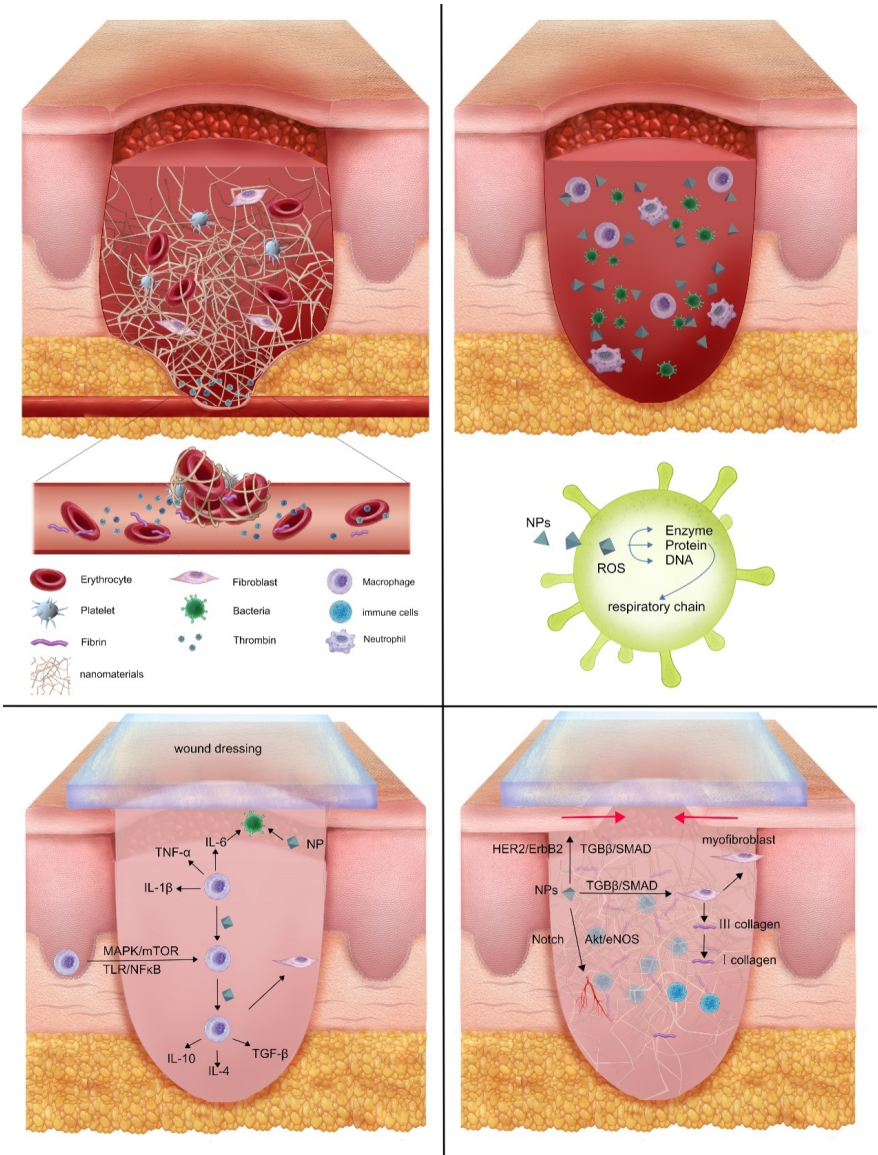 Erythrocyte
Fibroblast
Macrophage
Platelet
Bacteria
immune cells
Fibrin
Thrombin
Neutrophil
nanomaterials
NPs
ROS
Enzyme
Protein
DNA
respiratory chain
wound dressing
IL-6
NP
TNF-α
IL-1β
MAPK/mTOR
TLR/NFκB
IL-10
IL-4
TGF-β
HER2/ErbB2
TGBβ/SMAD
myofibroblast
NPs
TGBβ/SMAD
III collagen
Notch
Akt/eNOS
I collagen